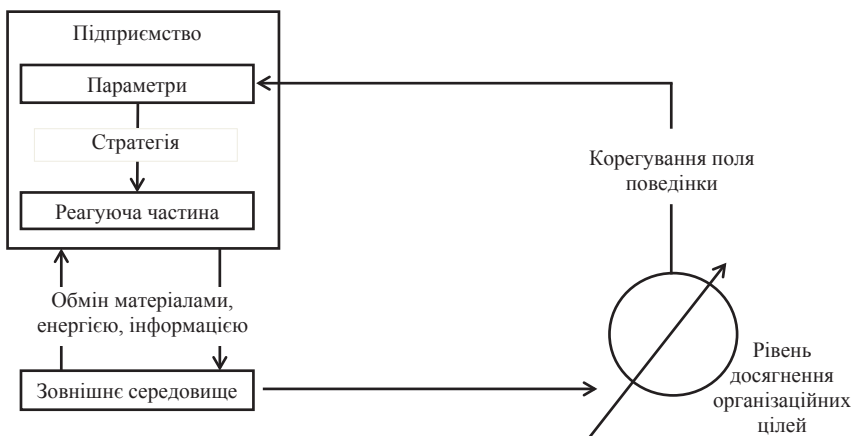 Підприємство
Параметри
Стратегія
Реагуюча частина
Обмін матеріалами,
енергією, інформацією
Зовнішнє середовище
Корегування поля
поведінки
Рівень
досягнення
організаційних
цілей